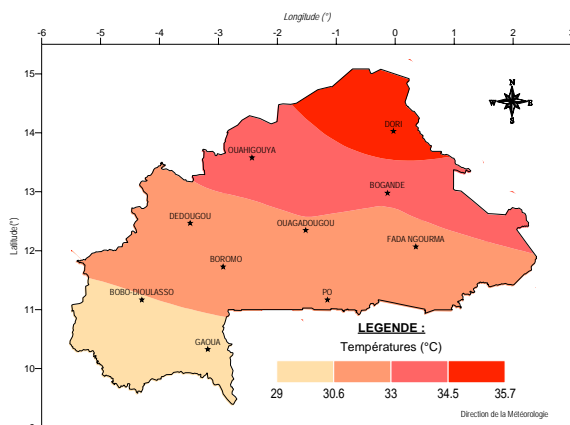 Longitude (°)
-6 -5 -4 -3 -2 -1 0 1 2 3
15
14
13
12
11
10
Latitude(°)
N
W E
S
DORI
OUAHIGOUYA
BOGANDE
DEDOUGOU
OUAGADOUGOU
FADA NGOURMA
BOROMO
BOBO-DIOULASSO
PO
GAOUA
LEGENDE :
Températures (°C)
29 30.6 33 34.5 35.7
Direction de la Météorologie